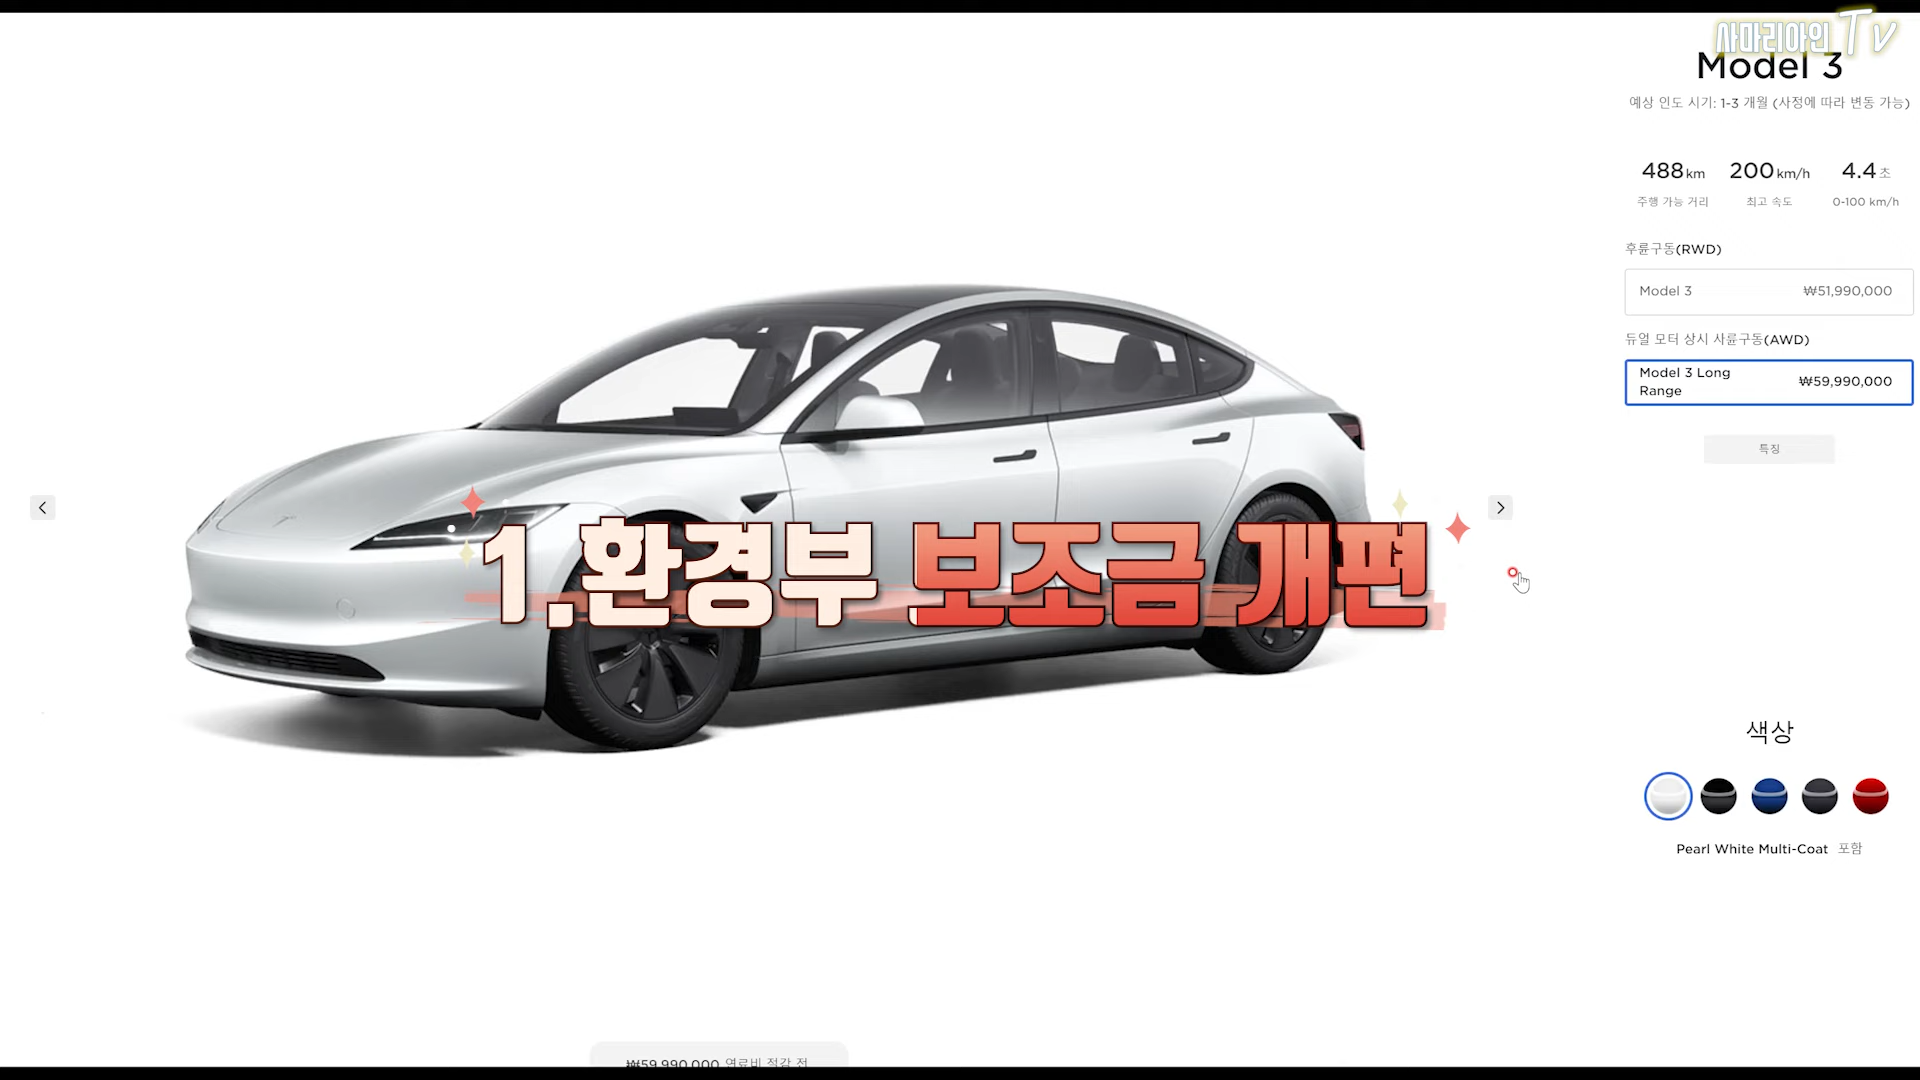 사마리아인 Tv
Model 3
예상 인도 시기: 1-3 개월 (사정에 따라 변동 가능)
488km 200km/h 4.4초
주행 가능 거리 최고 속도 0-100 km/h
후륜구동(RWD)
Model 3 ₩51,990,000
듀얼 모터 상시 사륜구동(AWD)
Model 3 Long Range ₩59,990,000
특징
1.환경부 보조금 개편
색상
Pearl White Multi-Coat 포함
₩59,990,000 연료비 절감 전